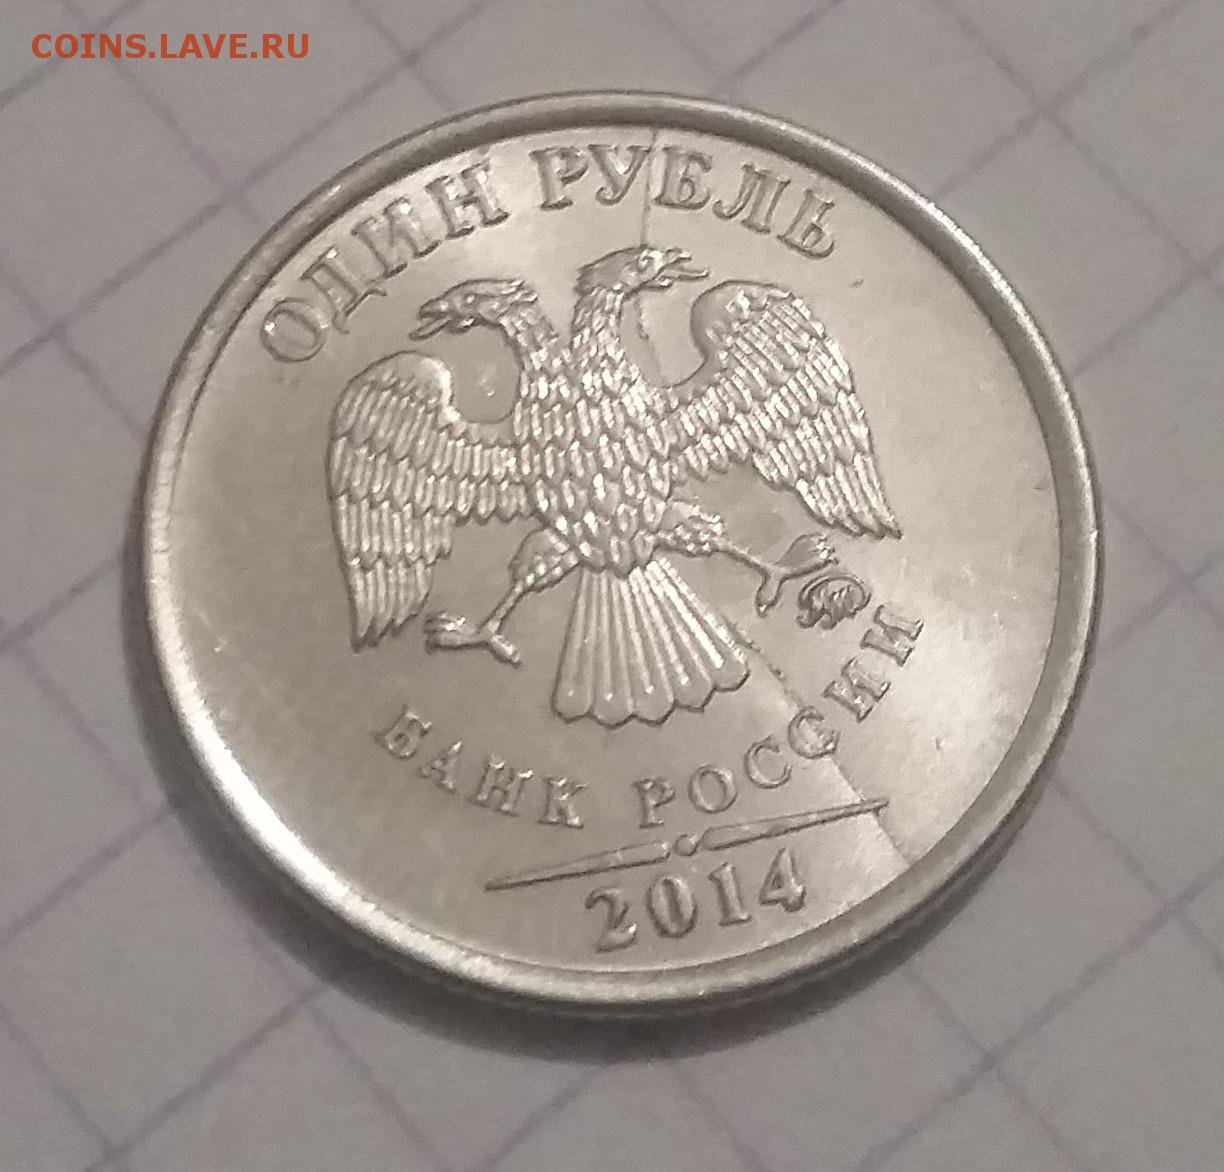 COINS.LAVE.RU
ОДИН РУБЛЬ
БАНК РОССИИ
2014